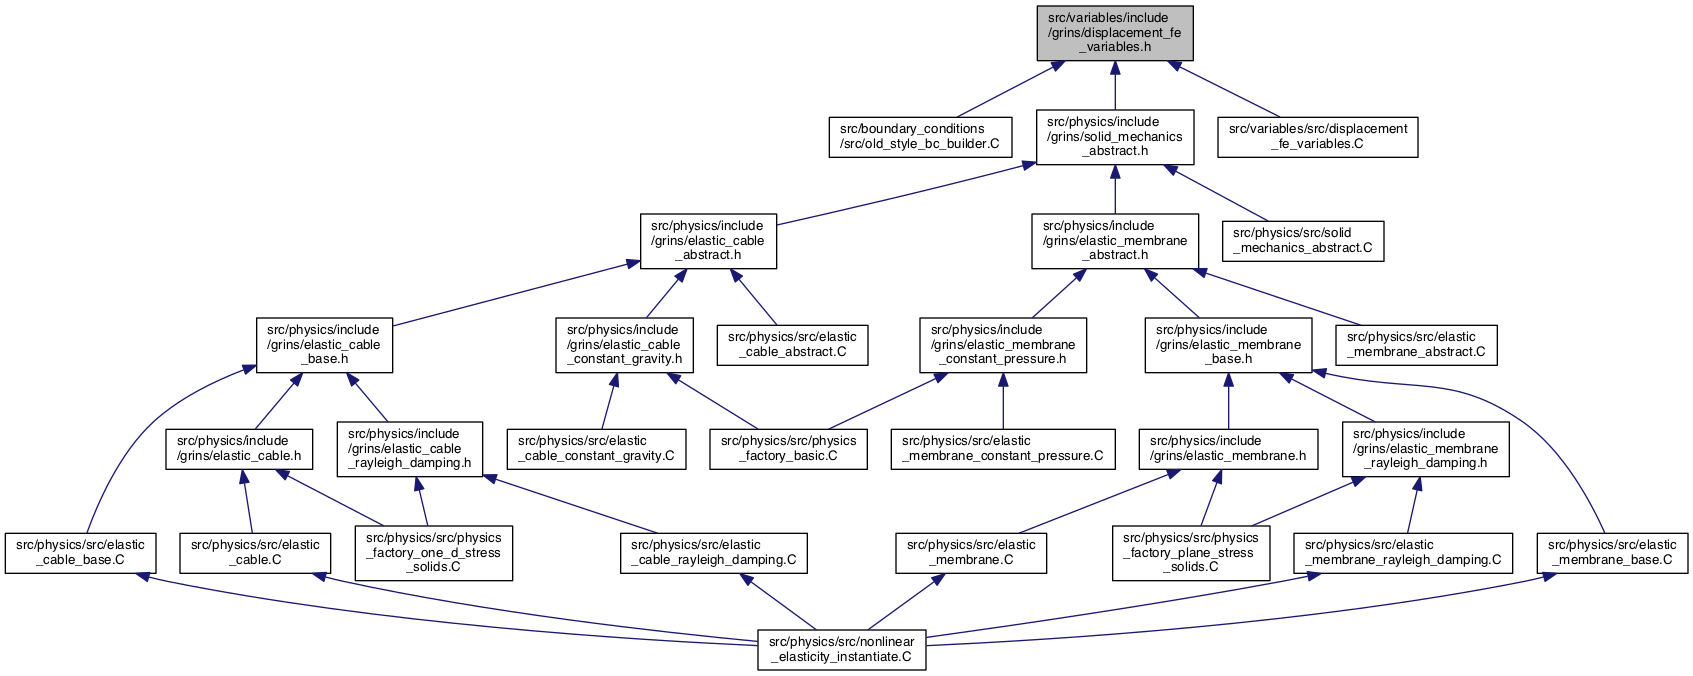 src/variables/include
/grins/displacement_fe
_variables.h
src/boundary_conditions
/src/old_style_bc_builder.C
src/physics/include
/grins/solid_mechanics
_abstract.h
src/variables/src/displacement
_fe_variables.C
src/physics/include
/grins/elastic_cable
_abstract.h
src/physics/include
/grins/elastic_membrane
_abstract.h
src/physics/src/solid
_mechanics_abstract.C
src/physics/include
/grins/elastic_cable
_base.h
src/physics/include
/grins/elastic_cable
_constant_gravity.h
src/physics/src/elastic
_cable_abstract.C
src/physics/include
/grins/elastic_membrane
_constant_pressure.h
src/physics/include
/grins/elastic_membrane
_base.h
src/physics/src/elastic
_membrane_abstract.C
src/physics/include
/grins/elastic_cable.h
src/physics/include
/grins/elastic_cable
_rayleigh_damping.h
src/physics/src/elastic
_cable_constant_gravity.C
src/physics/src/physics
_factory_basic.C
src/physics/src/elastic
_membrane_constant_pressure.C
src/physics/include
/grins/elastic_membrane.h
src/physics/include
/grins/elastic_membrane
_rayleigh_damping.h
src/physics/src/elastic
_cable_base.C
src/physics/src/elastic
_cable.C
src/physics/src/physics
_factory_one_d_stress
_solids.C
src/physics/src/elastic
_cable_rayleigh_damping.C
src/physics/src/elastic
_membrane.C
src/physics/src/physics
_factory_plane_stress
_solids.C
src/physics/src/elastic
_membrane_rayleigh_damping.C
src/physics/src/elastic
_membrane_base.C
src/physics/src/nonlinear
_elasticity_instantiate.C